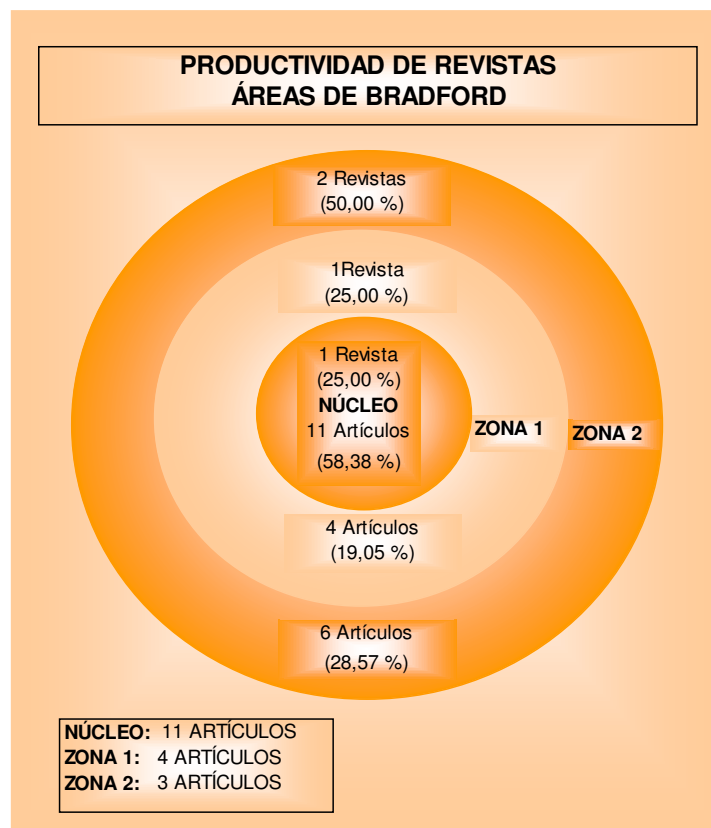 PRODUCTIVIDAD DE REVISTAS
ÁREAS DE BRADFORD
2 Revistas
(50,00 %)
1Revista
(25,00 %)
1 Revista
(25,00 %)
NÚCLEO
11 Artículos
(58,38 %)
ZONA 1
ZONA 2
4 Artículos
(19,05 %)
6 Artículos
(28,57 %)
NÚCLEO: 11 ARTÍCULOS
ZONA 1: 4 ARTÍCULOS
ZONA 2: 3 ARTÍCULOS